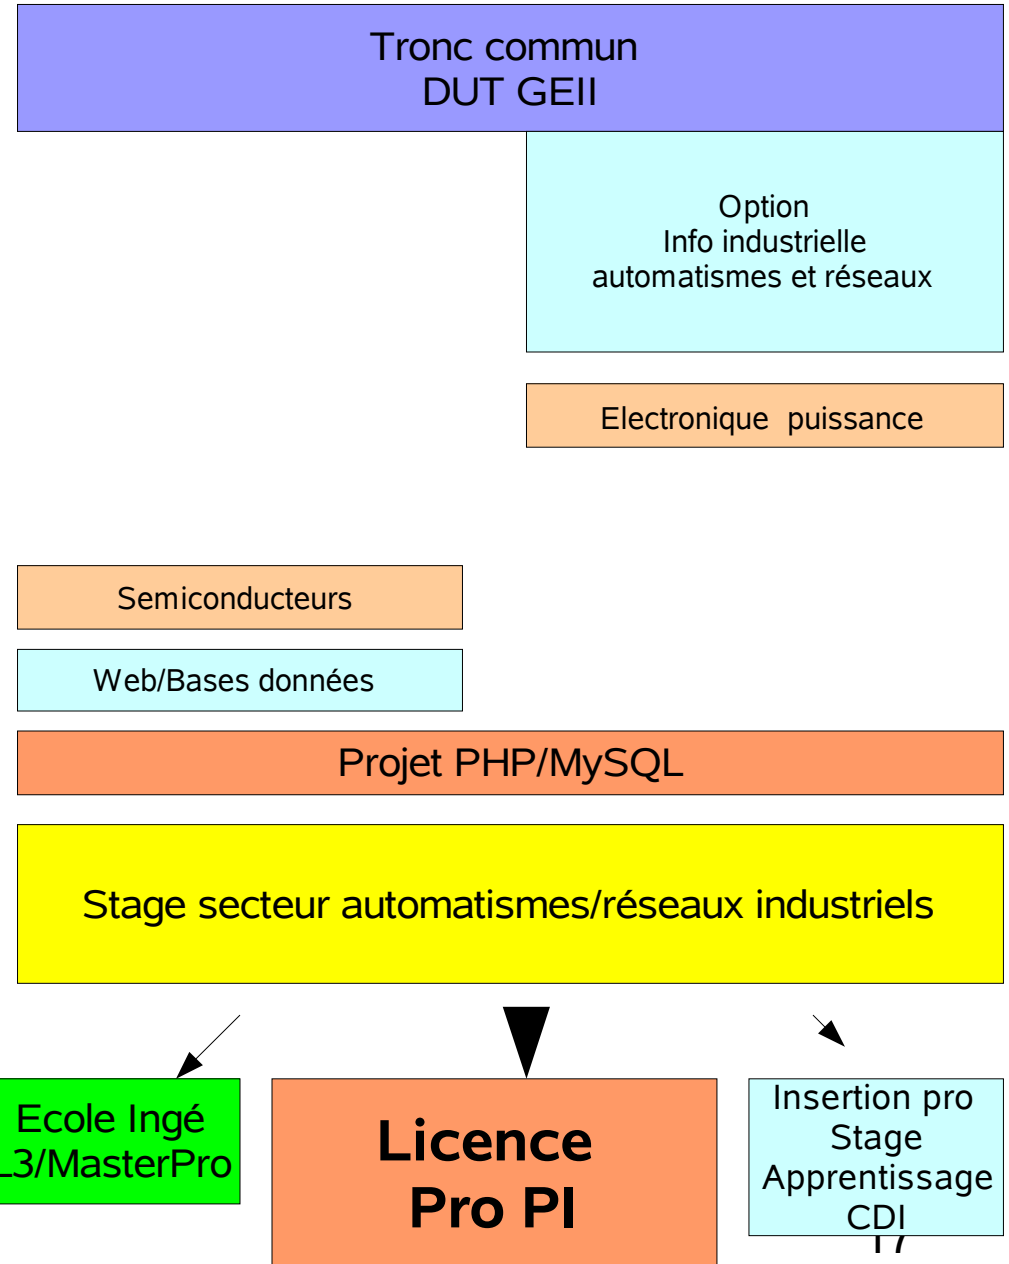 Tronc commun
DUT GEII
Option
Info industrielle
automatismes et réseaux
Electronique puissance
Semiconducteurs
Web/Bases données
Projet PHP/MySQL
Stage secteur automatismes/réseaux industriels
Ecole Ingé
L3/MasterPro
Licence
Pro PI
Insertion pro
Stage
Apprentissage
CDI
17